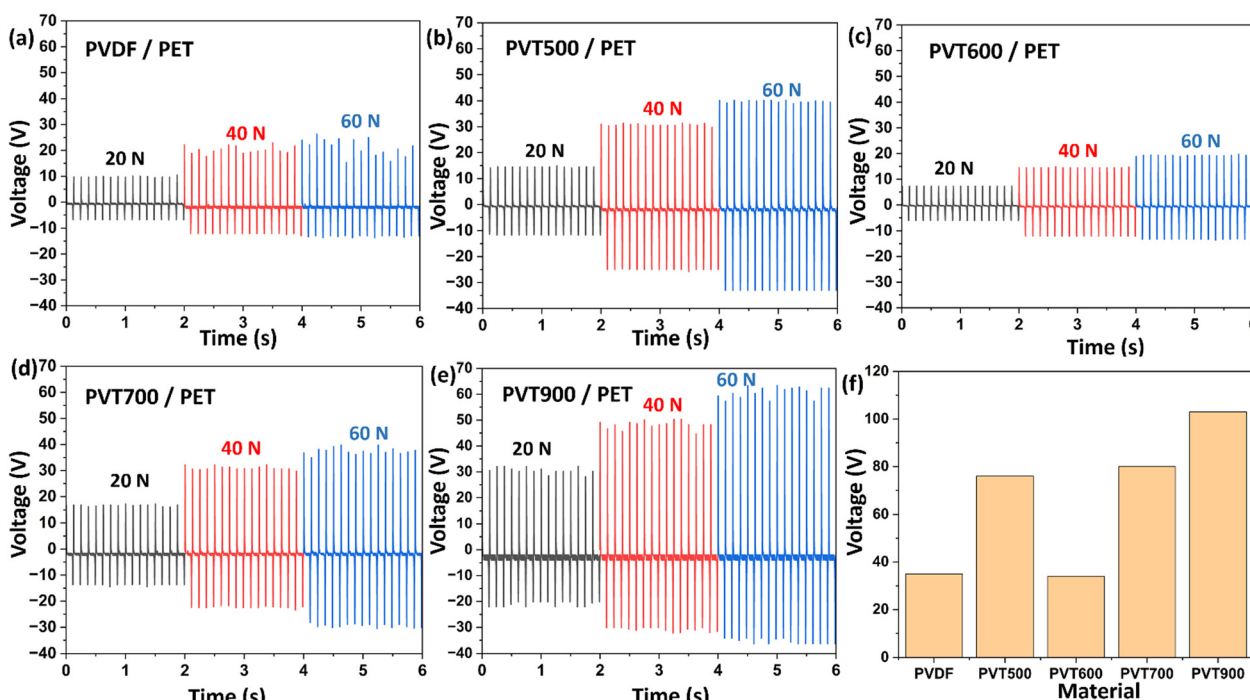 (a)
PVDF / PET
20 N
40 N
60 N
70
60
50
40
30
20
10
0
−10
−20
−30
−40
Voltage (V)
0 1 2 3 4 5 6
Time (s)
(b)
PVT500 / PET
20 N
40 N
60 N
70
60
50
40
30
20
10
0
−10
−20
−30
−40
Voltage (V)
0 1 2 3 4 5 6
Time (s)
(c)
PVT600 / PET
20 N
40 N
60 N
70
60
50
40
30
20
10
0
−10
−20
−30
−40
Voltage (V)
0 1 2 3 4 5 6
Time (s)
(d)
PVT700 / PET
20 N
40 N
60 N
70
60
50
40
30
20
10
0
−10
−20
−30
−40
Voltage (V)
0 1 2 3 4 5 6
Time (s)
(e)
PVT900 / PET
20 N
40 N
60 N
70
60
50
40
30
20
10
0
−10
−20
−30
−40
Voltage (V)
0 1 2 3 4 5 6
Time (s)
(f)
120
100
80
60
40
20
0
Voltage (V)
PVDF PVT500 PVT600 PVT700 PVT900
Material